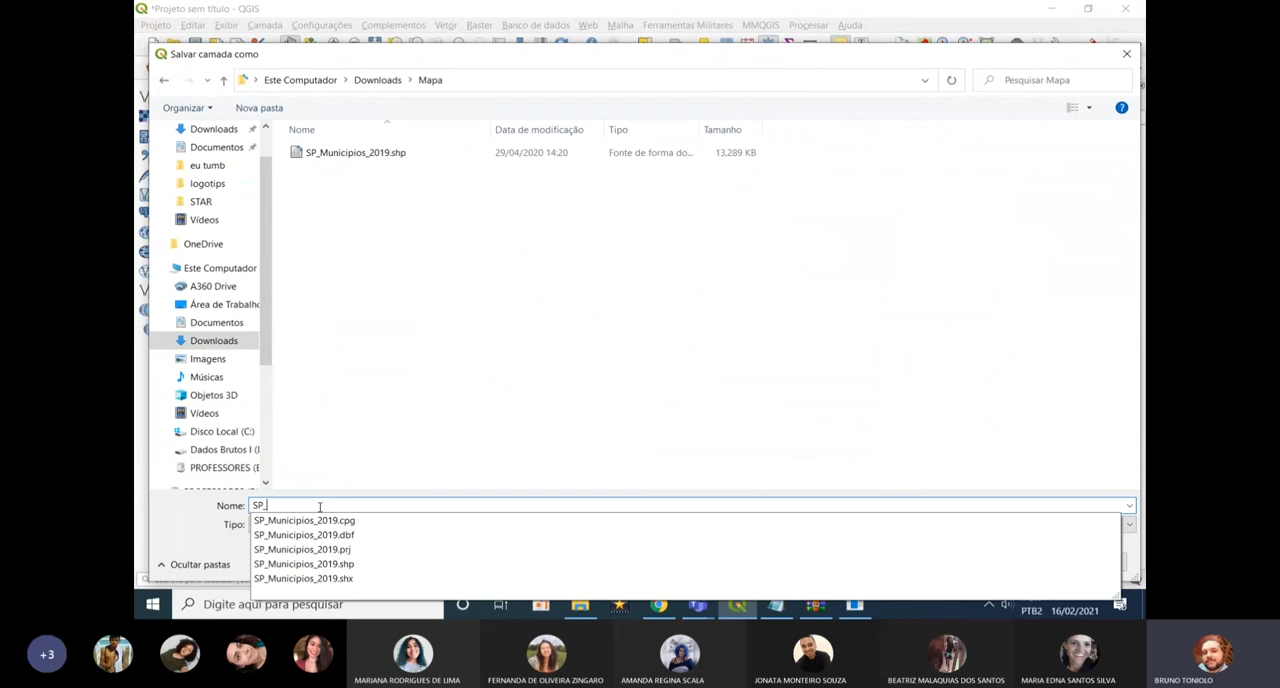 *Projeto sem título - QGIS
Projeto Editar Exibir Camada Configurações Complementos Vetor Raster Banco de dados Web Malha Ferramentas Militares MMQGIS Processar Ajuda
Salvar camada como
Este Computador > Downloads > Mapa
Pesquisar Mapa
Organizar Nova pasta
Nome Data de modificação Tipo Tamanho
SP_Municipios_2019.shp 29/04/2020 14:20 Fonte de forma do... 13,289 KB
Downloads
Documentos
eu tumb
logotips
STAR
Vídeos
OneDrive
Este Computador
A360 Drive
Área de Trabalho
Documentos
Downloads
Imagens
Músicas
Objetos 3D
Vídeos
Disco Local (C:)
Dados Brutos I (
PROFESSORES (E
Nome: SP_
Tipo:
SP_Municipios_2019.cpg
SP_Municipios_2019.dbf
SP_Municipios_2019.prj
SP_Municipios_2019.shp
SP_Municipios_2019.shx
Ocultar pastas
Digite aqui para pesquisar
PTB2 16/02/2021
+3
MARIANA RODRIGUES DE LIMA
FERNANDA DE OLIVEIRA ZINGARO
AMANDA REGINA SCALA
JONATA MONTEIRO SOUZA
BEATRIZ MALAQUIAS DOS SANTOS
MARIA EDNA SANTOS SILVA
BRUNO TONIOLO